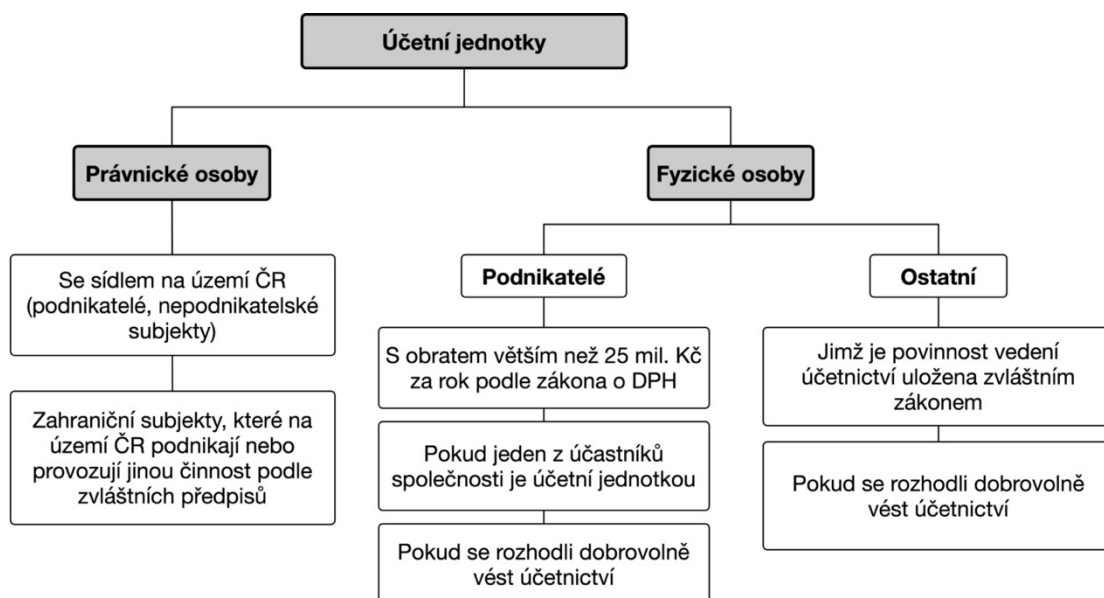 Účetní jednotky
Právnické osoby
Se sídlem na území ČR
(podnikatelé, nepodnikatelské
subjekty)
Zahraniční subjekty, které na
území ČR podnikají nebo
provozují jinou činnost podle
zvláštních předpisů
Fyzické osoby
Podnikatelé
S obratem větším než 25 mil. Kč
za rok podle zákona o DPH
Pokud jeden z účastníků
společnosti je účetní jednotkou
Pokud se rozhodli dobrovolně
vést účetnictví
Ostatní
Jimž je povinnost vedení
účetnictví uložena zvláštním
zákonem
Pokud se rozhodli dobrovolně
vést účetnictví